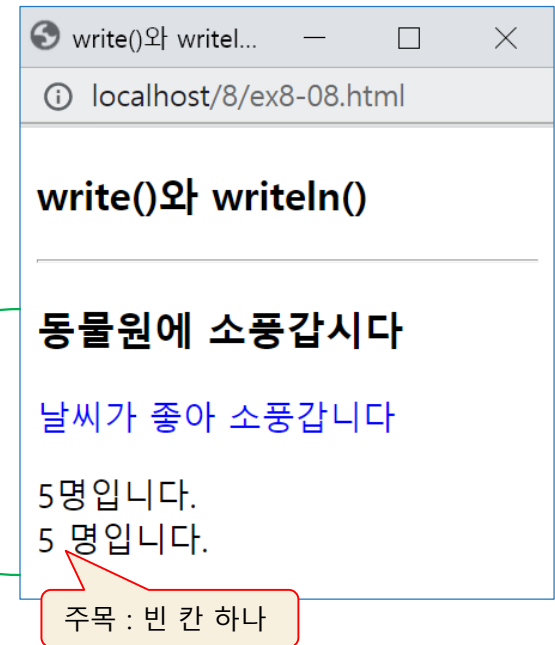 write()와 writel...
localhost/8/ex8-08.html
write()와 writeln()
동물원에 소풍갑시다
날씨가 좋아 소풍갑니다
5명입니다.
5 명입니다.
주목 : 빈 칸 하나